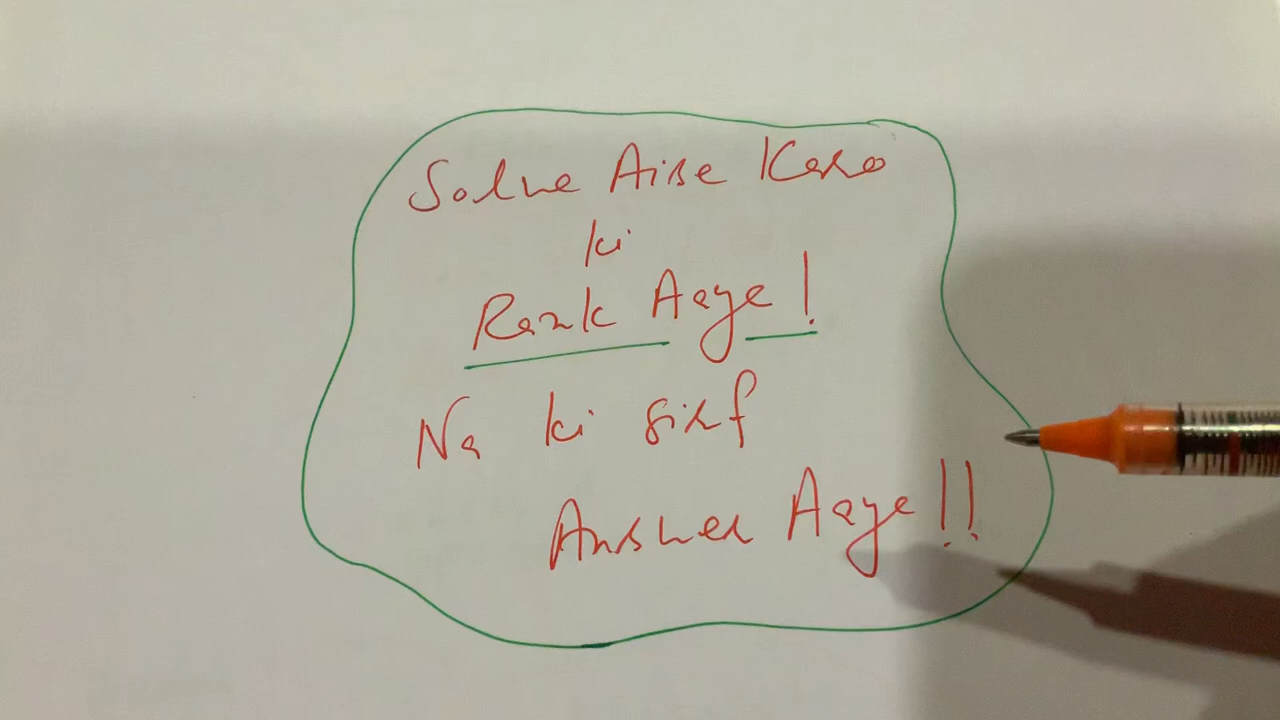 Solve Aise Karo
ki
Rank Aaye!
Na ki sirf
Answer Aaye!!